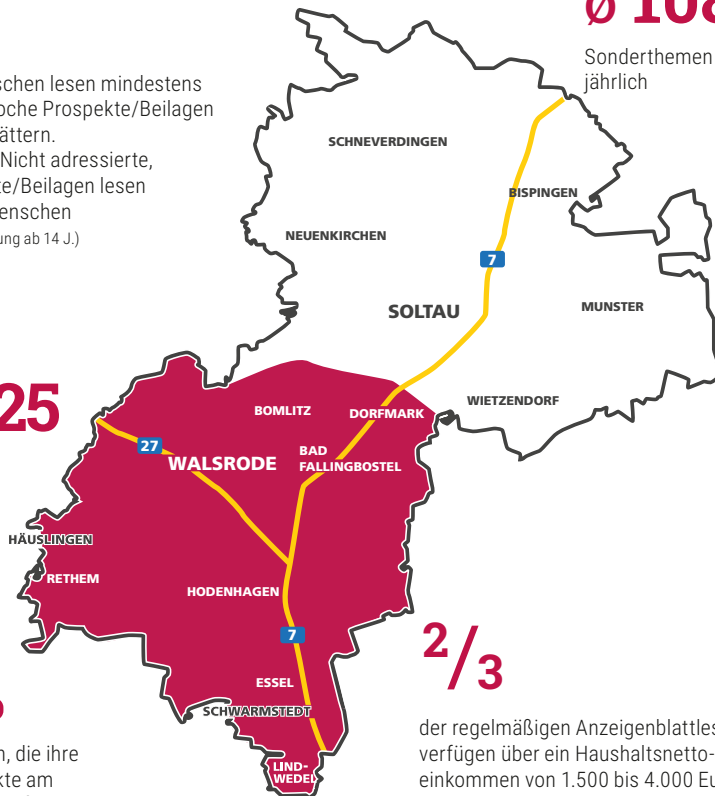 Ø 108
Sonderthemen
jährlich
schen lesen mindestens
oche Prospekte/Beilagen
ättern.
Nicht adressierte,
te/Beilagen lesen
enschen
ung ab 14 J.)
SCHNEVERDINGEN
BISPINGEN
NEUENKIRCHEN
7
SOLTAU
MUNSTER
25
WIETZENDORF
BOMLITZ
DORFMARK
27
WALSRODE
BAD
FALLINGBOSTEL
HÄUSLINGEN
RETHEM
HODENHAGEN
7
ESSEL
SCHWARMSTEDT
LIND-
WEDEL
2/3
der regelmäßigen Anzeigenblattles
verfügen über ein Haushaltsnetto-
einkommen von 1.500 bis 4.000 Eu
n, die ihre
kte am